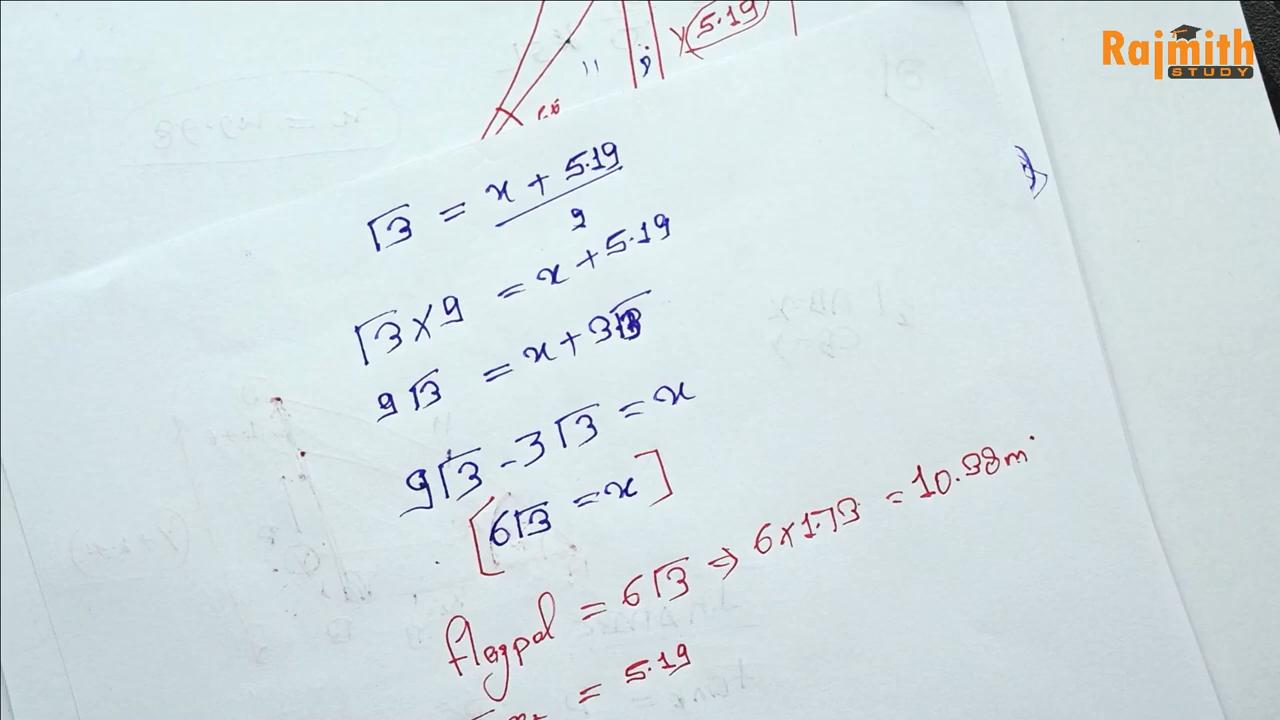 Rajmith
STUDY
5.19
√3 = x + 5.19 / 9
√3 × 9 = x + 5.19
9√3 = x + 3√3
9√3 - 3√3 = x
[6√3 = x]
flagpol = 6√3 ⇒ 6×1.73 = 10.38m
= 5.19